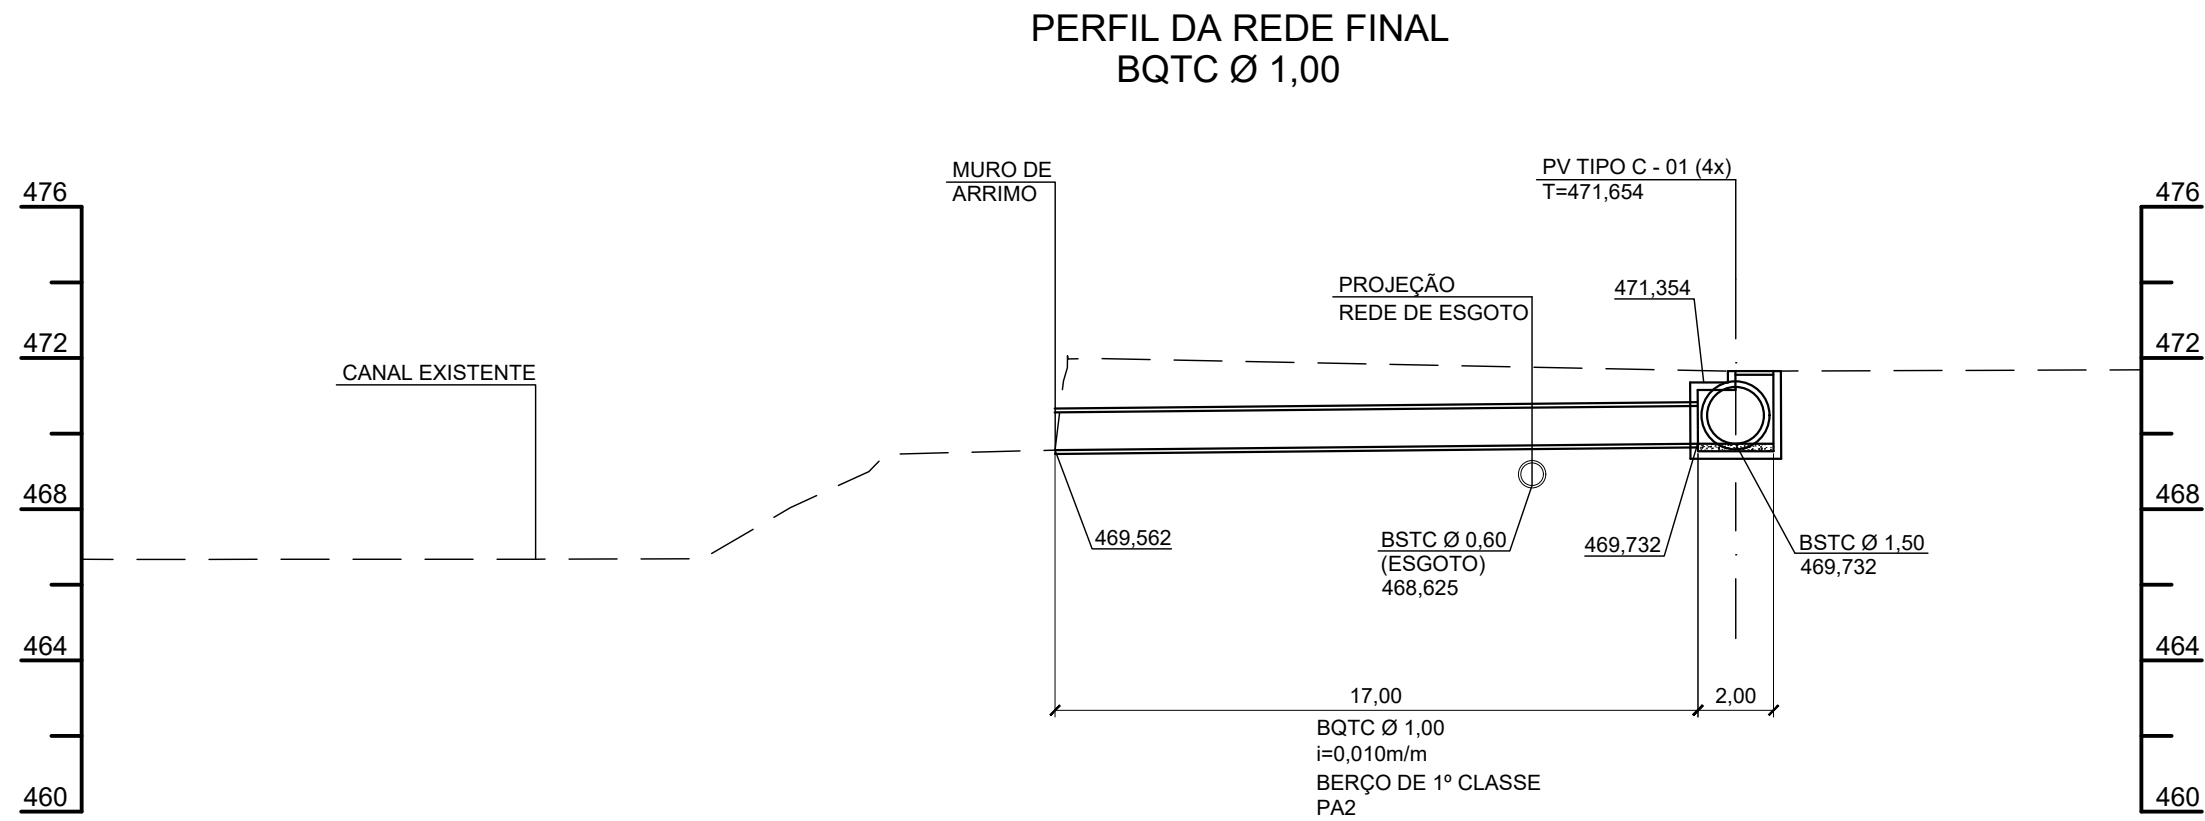 PERFIL DA REDE FINAL
BQTC Ø 1,00
MURO DE
ARRIMO
PV TIPO C - 01 (4x)
T=471,654
476
476
PROJEÇÃO
REDE DE ESGOTO
471,354
472
472
CANAL EXISTENTE
468
468
469,562
BSTC Ø 0,60
(ESGOTO)
468,625
469,732
BSTC Ø 1,50
469,732
464
464
17,00
2,00
BQTC Ø 1,00
i=0,010m/m
BERÇO DE 1º CLASSE
PA2
460
460